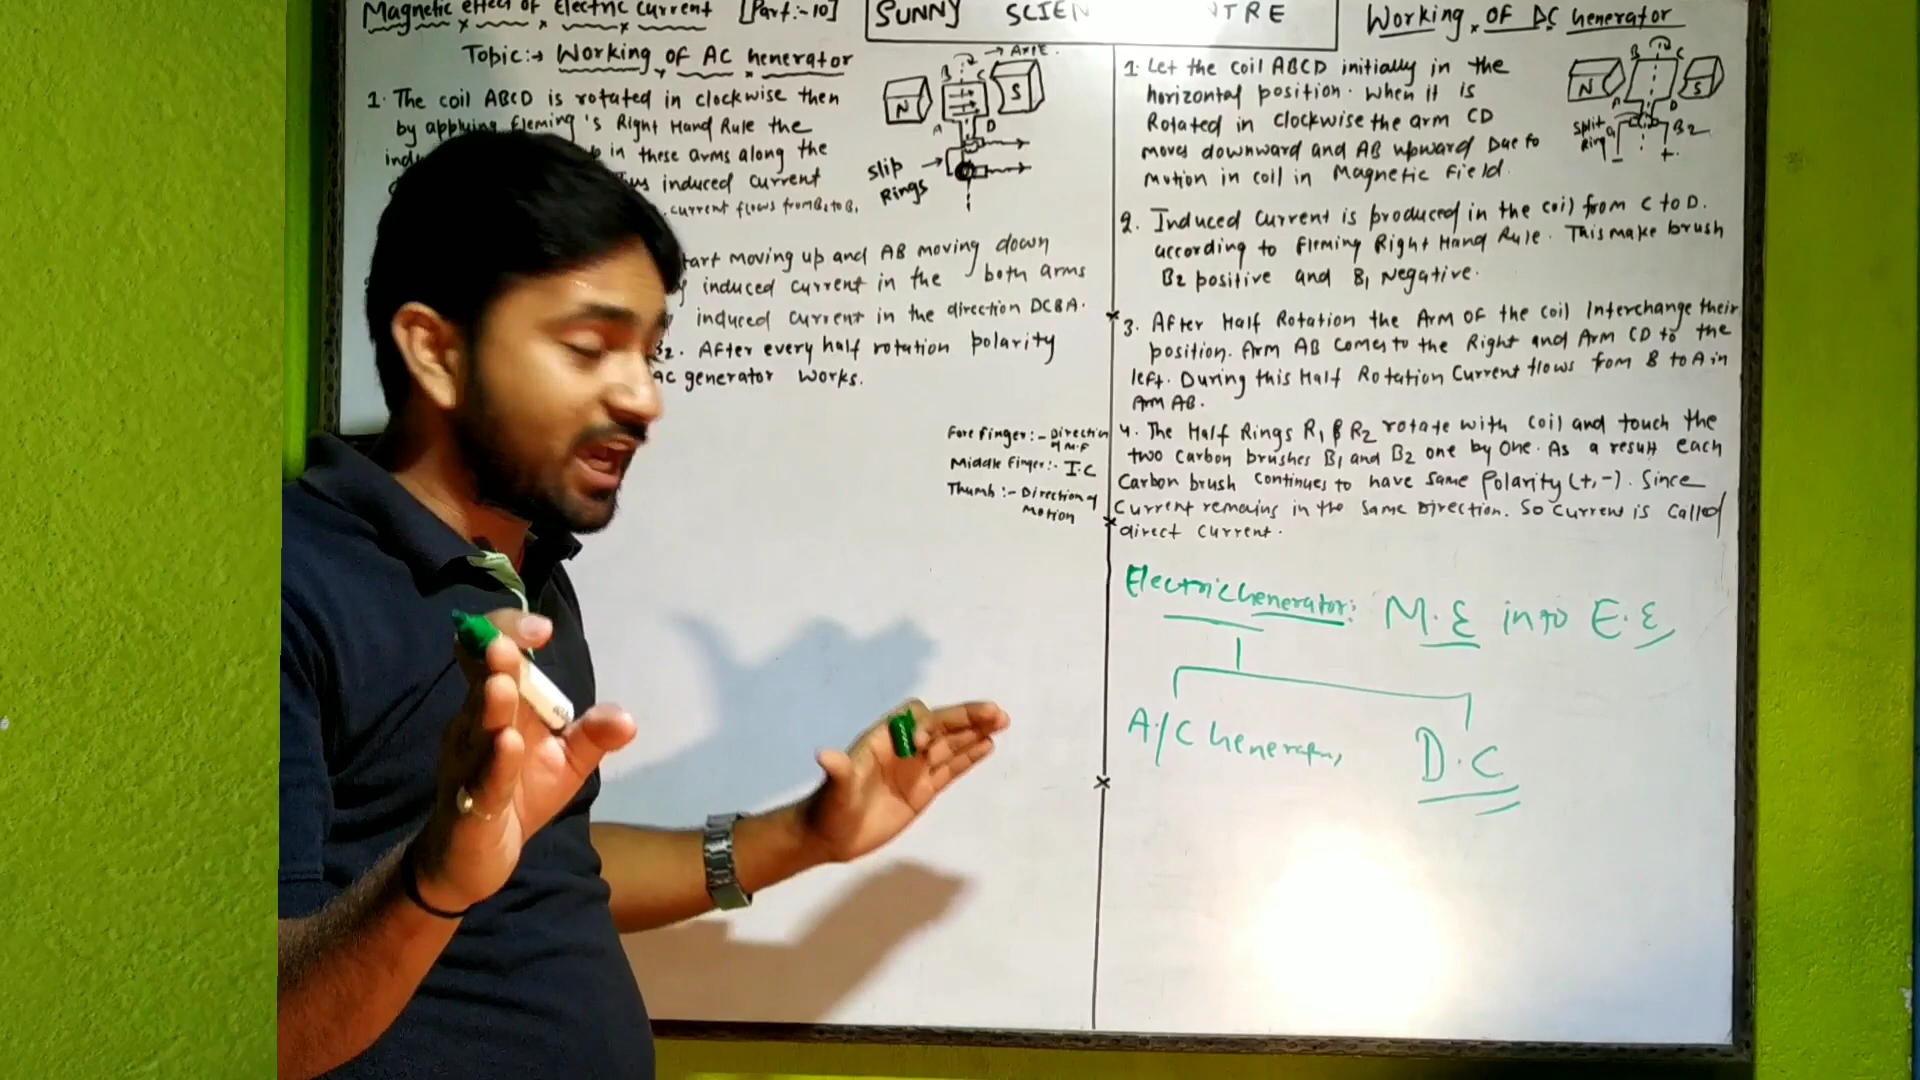 Magnetic effect of Electric current [Part:-10]
SUNNY SCIEN TRE
Topic:→ Working of AC Generator
→ Axle.
B C
N S
A D
Slip Rings
1. The coil ABCD is rotated in clockwise then
by applying Fleming's Right Hand Rule the
in these arms along the
induced current
current flows from B2 to B1
tart moving up and AB moving down
induced current in the both arms
induced current in the direction DCBA.
B2. After every half rotation polarity
ac generator works.
Fore Finger:- Direction of M.F
Middle Finger:- I.C
Thumb:- Direction of Motion
Working of DC Generator
B C
N S
A D
Split Ring
B2
- +
1. Let the coil ABCD initially in the
horizontal position. When it is
Rotated in clockwise the arm CD
moves downward and AB upward Due to
Motion in coil in Magnetic Field.
2. Induced Current is produced in the coil from C to D.
according to Fleming Right Hand Rule. This make brush
B2 positive and B1 Negative.
3. After Half Rotation the Arm of the coil Interchange their
position. Arm AB comes to the Right and Arm CD to the
left. During this Half Rotation Current flows from B to A in
Arm AB.
4. The Half Rings R1 & R2 rotate with coil and touch the
two carbon brushes B1 and B2 one by one. As a result each
Carbon brush continues to have same Polarity (+,-). Since
Current remains in the same Direction. So current is called
direct current.
Electric Generator: M.E into E.E
A/C Generator D.C